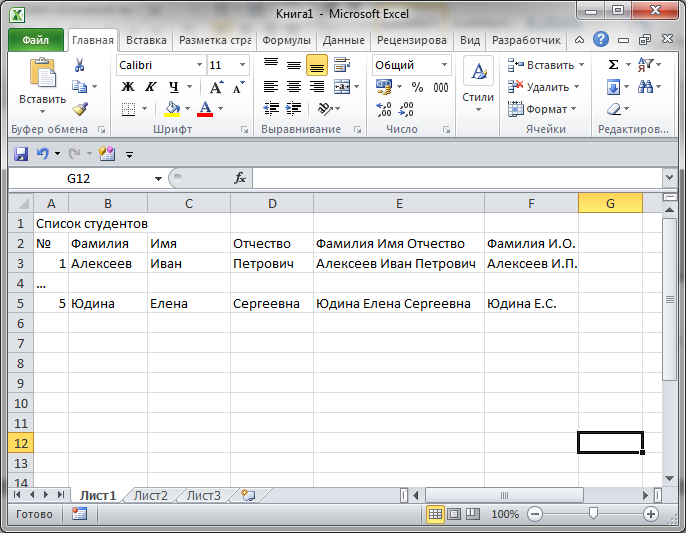 Книга1 - Microsoft Excel
Файл Главная Вставка Разметка стра Формулы Данные Рецензирова Вид Разработчик
Calibri 11 Общий Вставить
Вставить Ж К Ч A A % 000 Стили Удалить
A Формат
Буфер обмена Шрифт Выравнивание Число Ячейки Редактиров...
G12 fx
A B C D E F G
1 Список студентов
2 № Фамилия Имя Отчество Фамилия Имя Отчество Фамилия И.О.
3 1 Алексеев Иван Петрович Алексеев Иван Петрович Алексеев И.П.
4 ...
5 5 Юдина Елена Сергеевна Юдина Елена Сергеевна Юдина Е.С.
6
7
8
9
10
11
12
13
14
Лист1 Лист2 Лист3
Готово 100%